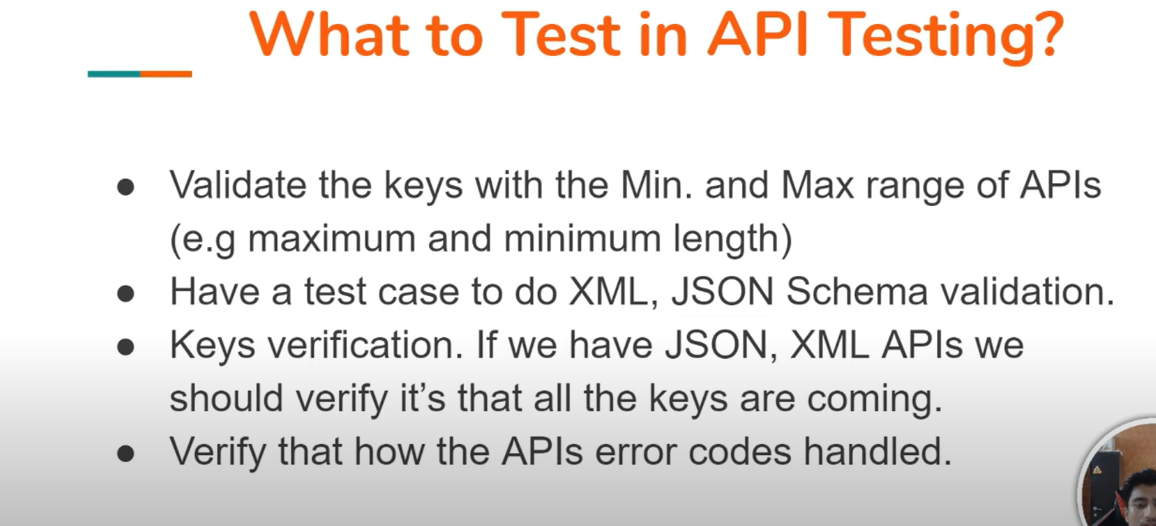 What to Test in API Testing?
● Validate the keys with the Min. and Max range of APIs
(e.g maximum and minimum length)
● Have a test case to do XML, JSON Schema validation.
● Keys verification. If we have JSON, XML APIs we
should verify it’s that all the keys are coming.
● Verify that how the APIs error codes handled.